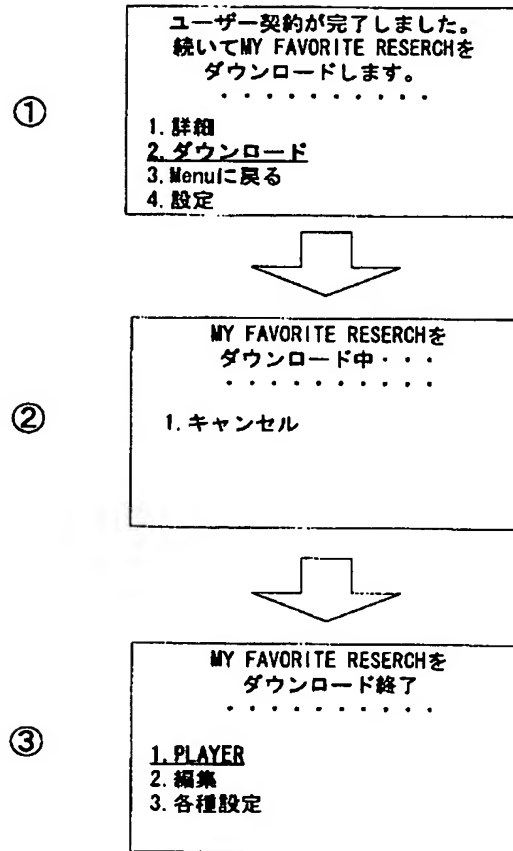 ①
ユーザー契約が完了しました。
続いてMY FAVORITE RESERCHを
ダウンロードします。
・・・・・・・・・・
1. 詳細
2. ダウンロード
3. Menuに戻る
4. 設定
②
MY FAVORITE RESERCHを
ダウンロード中・・・
・・・・・・・・・・
1. キャンセル
③
MY FAVORITE RESERCHを
ダウンロード終了
・・・・・・・・・・
1. PLAYER
2. 編集
3. 各種設定